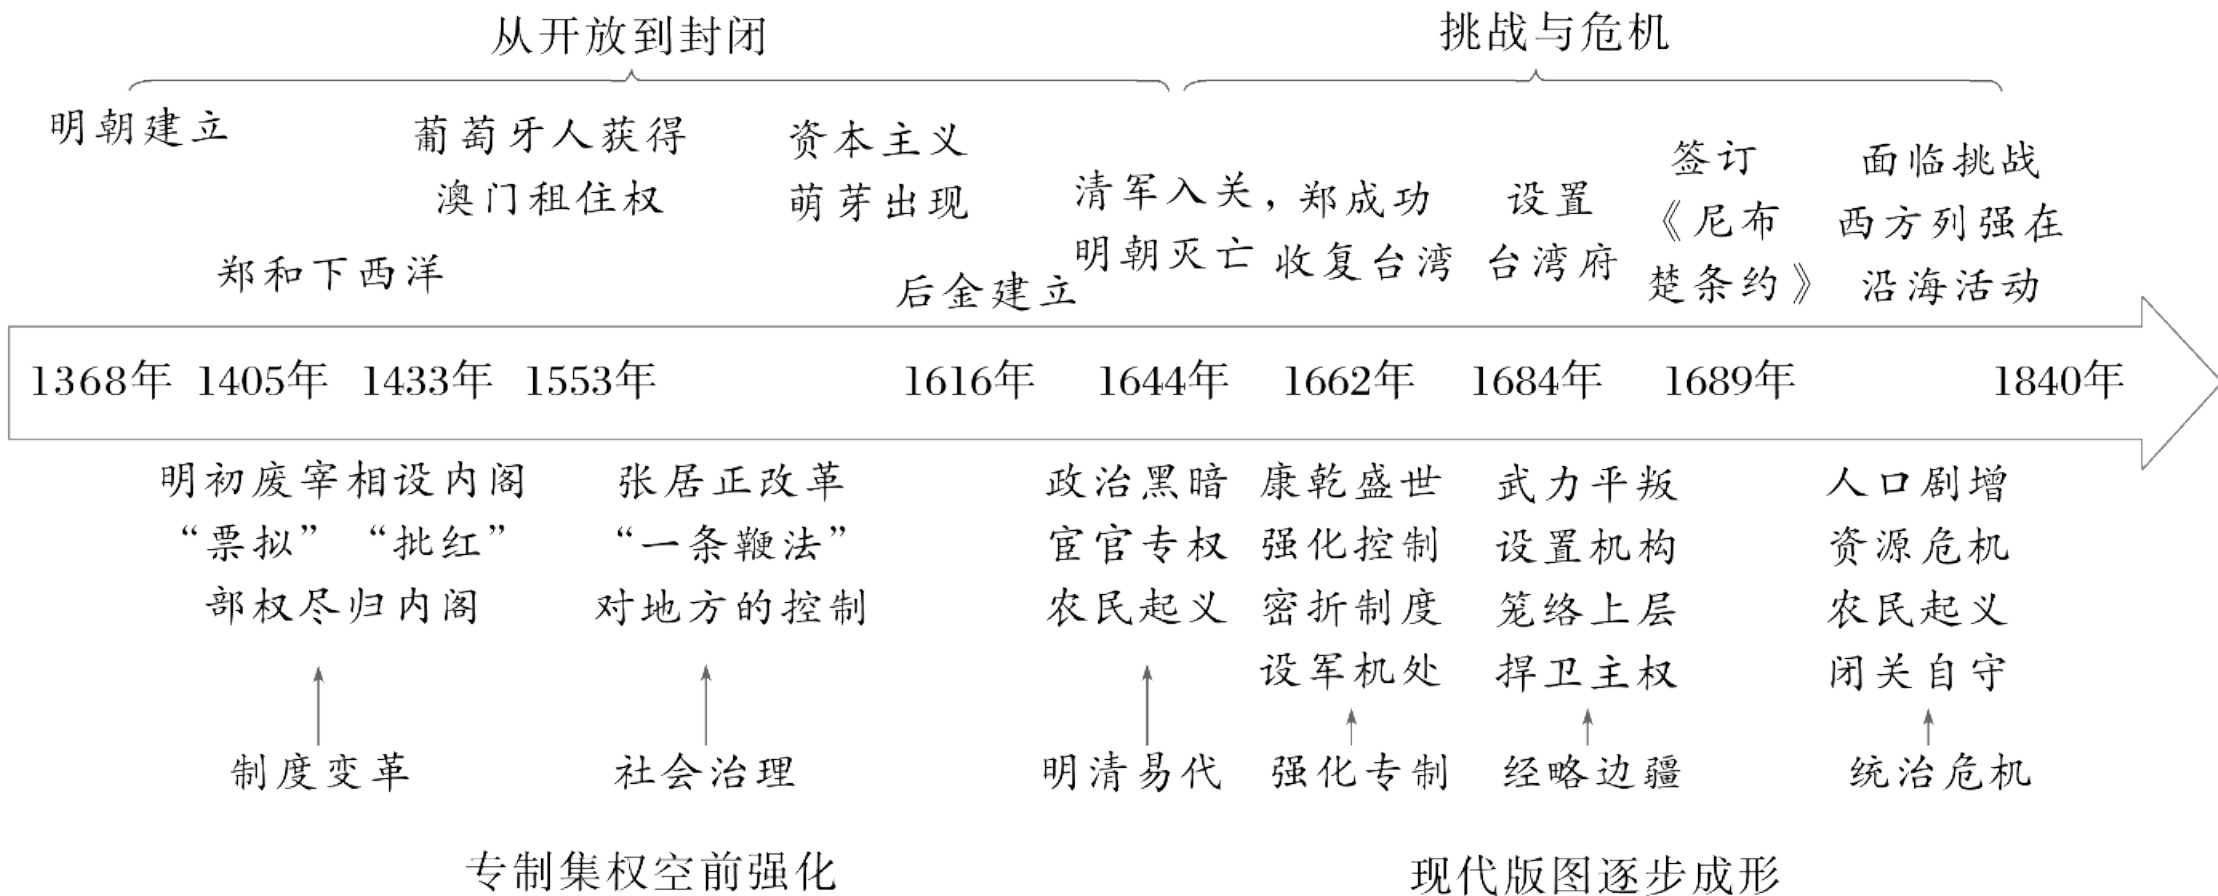 从开放到封闭
挑战与危机
明朝建立
葡萄牙人获得
澳门租住权
资本主义
萌芽出现
郑和下西洋
后金建立
清军入关，
明朝灭亡
郑成功
收复台湾
设置
台湾府
签订
《尼布
楚条约》
面临挑战
西方列强在
沿海活动
1368年 1405年 1433年 1553年 1616年 1644年 1662年 1684年 1689年 1840年
明初废宰相设内阁
“票拟” “批红”
部权尽归内阁
张居正改革
“一条鞭法”
对地方的控制
政治黑暗
宦官专权
农民起义
康乾盛世
强化控制
密折制度
设军机处
武力平叛
设置机构
笼络上层
捍卫主权
人口剧增
资源危机
农民起义
闭关自守
制度变革
社会治理
明清易代
强化专制
经略边疆
统治危机
专制集权空前强化
现代版图逐步成形